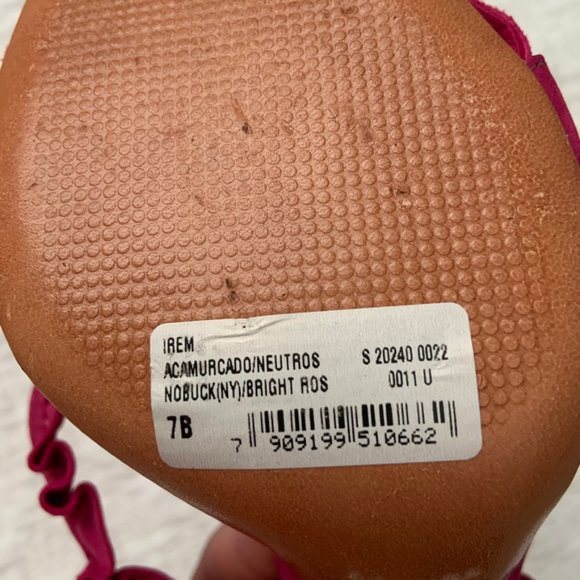 IREM
ACAMURCADO/NEUTROS S 20240 0022
NOBUCK(NY)/BRIGHT ROS 0011 U
7B
7 909199 510662